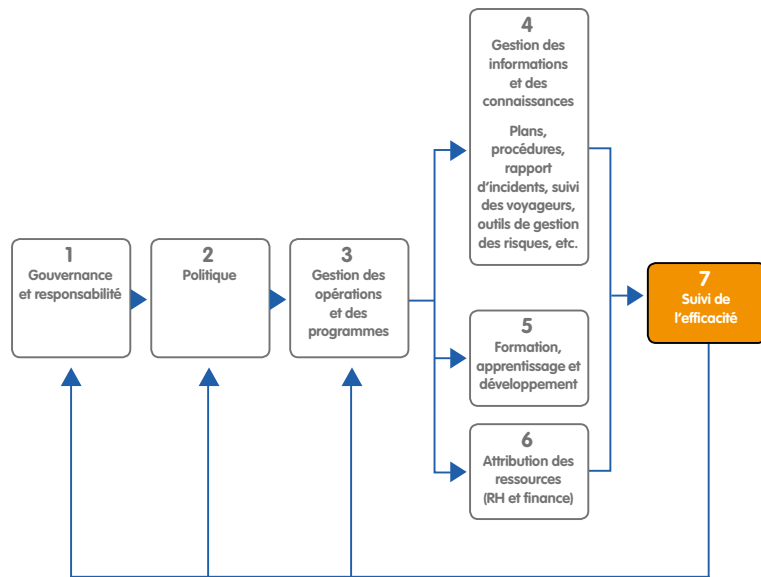 1
Gouvernance
et responsabilité
2
Politique
3
Gestion des
opérations
et des
programmes
4
Gestion des
informations
et des
connaissances
Plans,
procédures,
rapport
d'incidents, suivi
des voyageurs,
outils de gestion
des risques, etc.
5
Formation,
apprentissage et
développement
6
Attribution des
ressources
(RH et finance)
7
Suivi de
l'efficacité